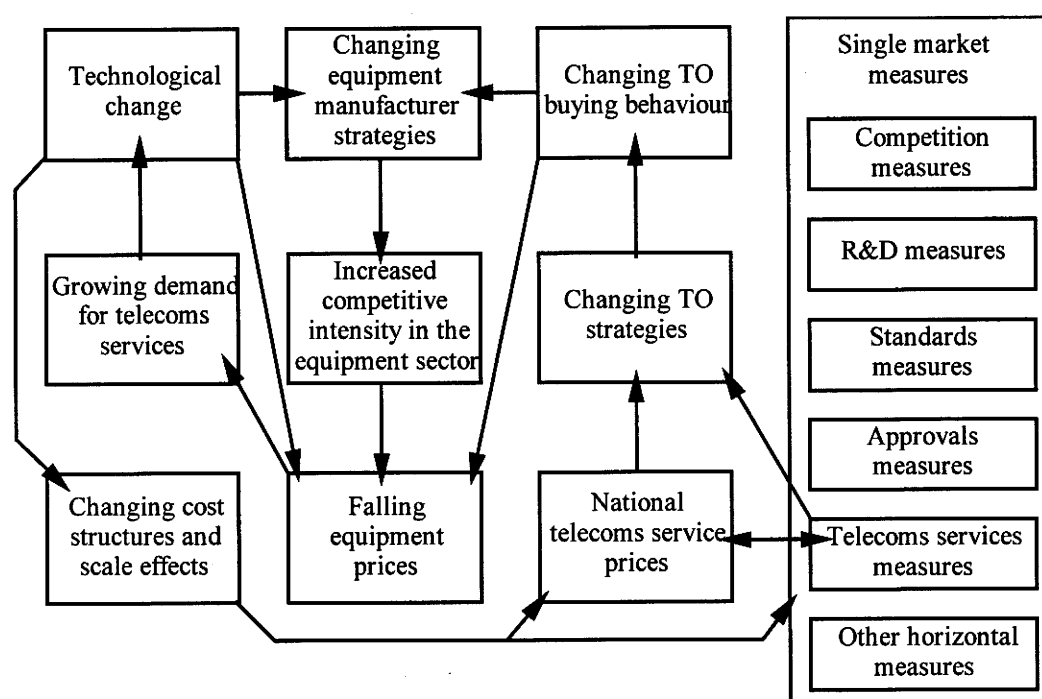 Technological
change
Changing
equipment
manufacturer
strategies
Changing TO
buying behaviour
Single market
measures
Competition
measures
R&D measures
Growing demand
for telecoms
services
Increased
competitive
intensity in the
equipment sector
Changing TO
strategies
Standards
measures
Approvals
measures
Changing cost
structures and
scale effects
Falling
equipment
prices
National
telecoms service
prices
Telecoms services
measures
Other horizontal
measures